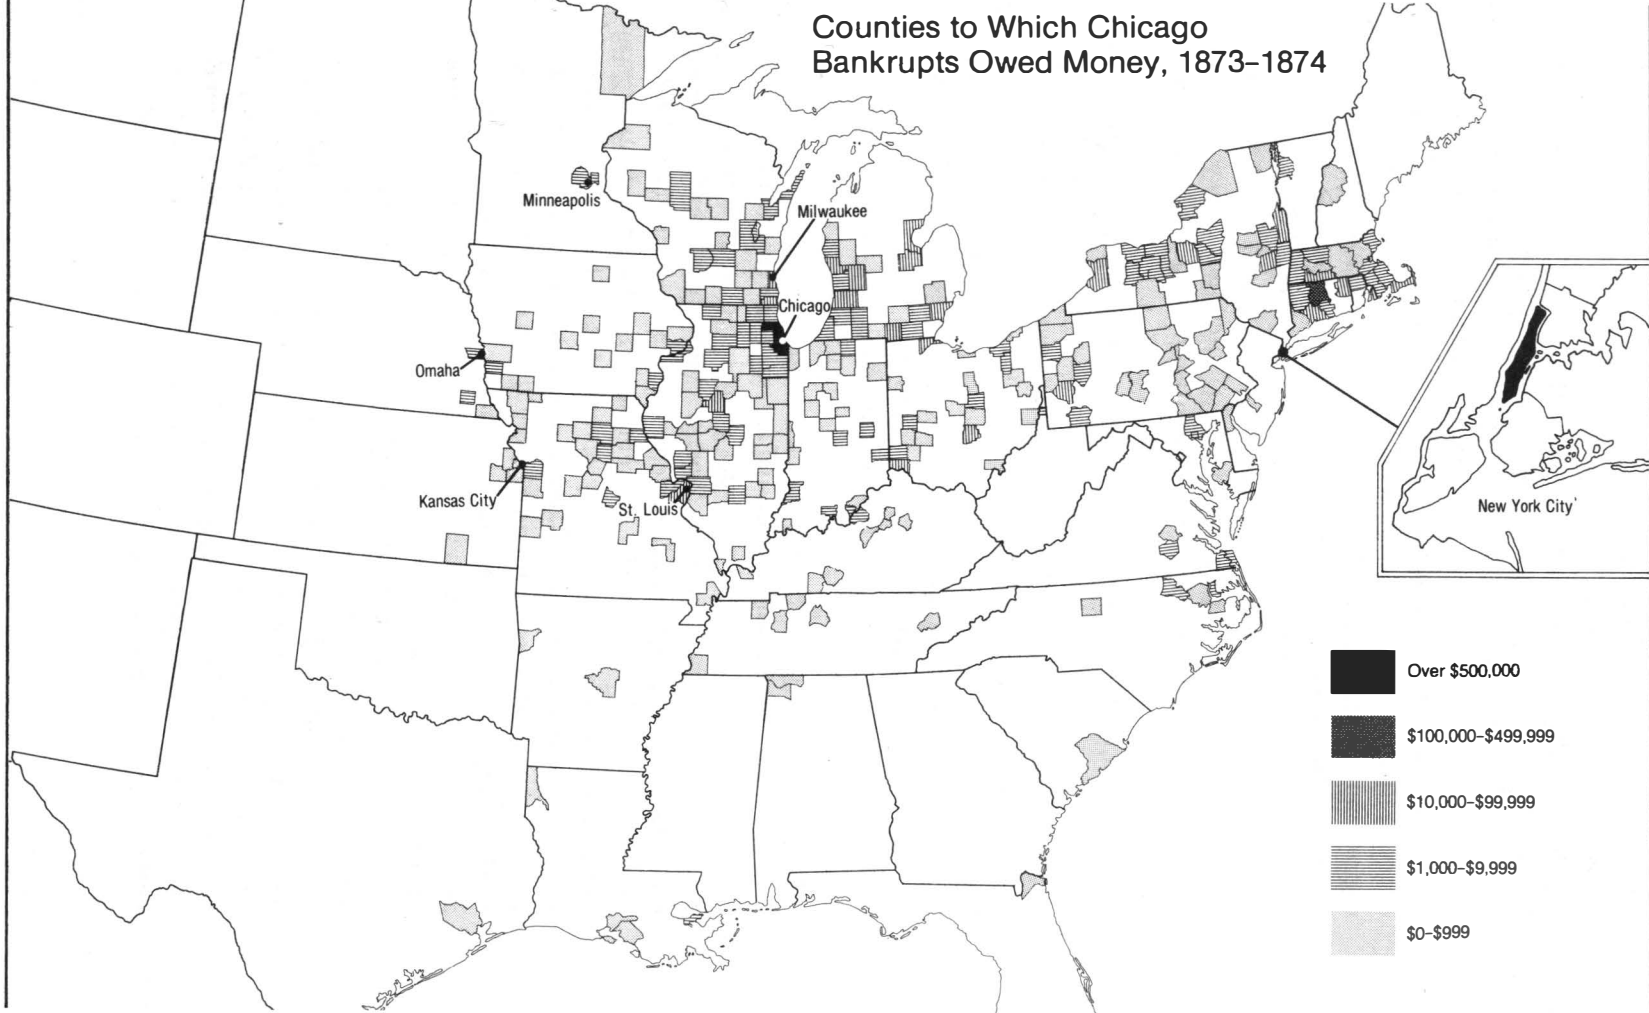 Counties to Which Chicago
Bankrupts Owed Money, 1873–1874
Minneapolis
Milwaukee
Chicago
Omaha
Kansas City
St. Louis
New York City
Over $500,000
$100,000–$499,999
$10,000–$99,999
$1,000–$9,999
$0–$999